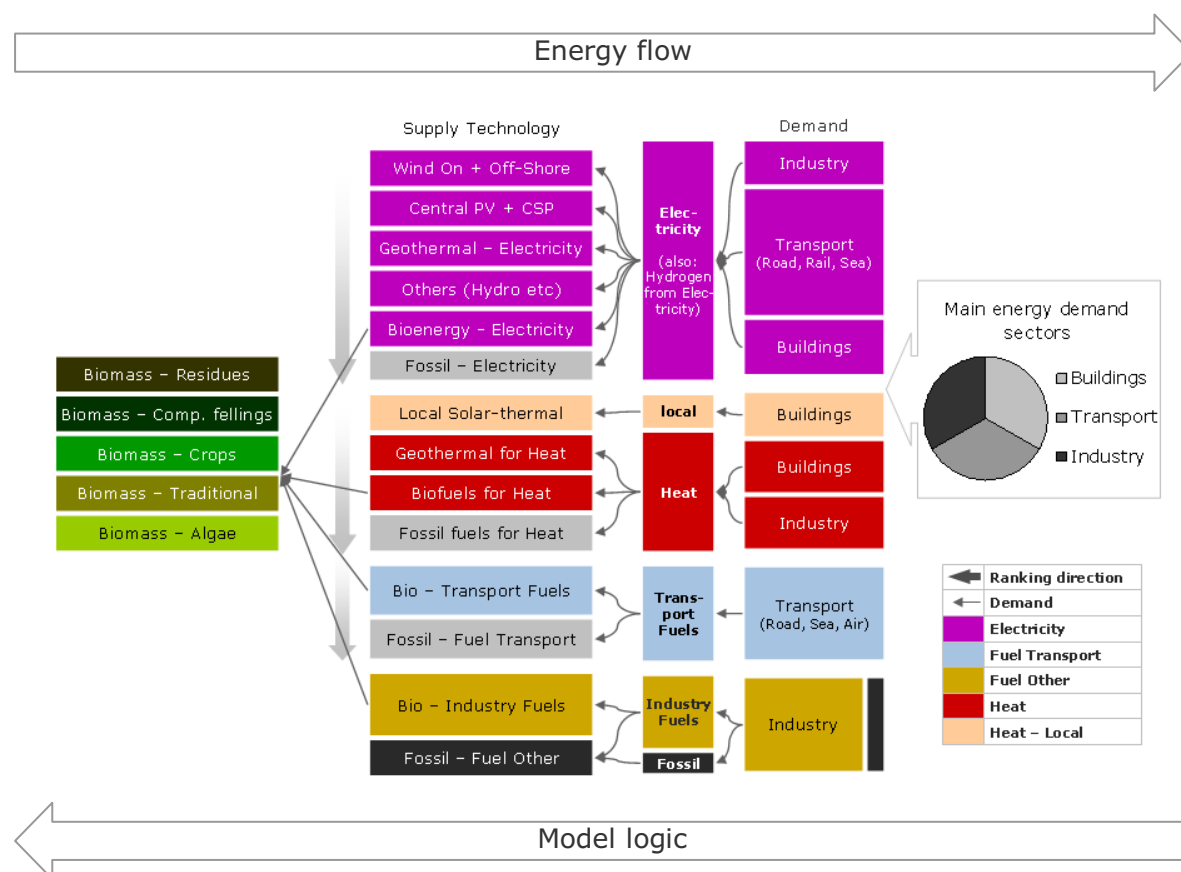 Energy flow
Supply Technology
Demand
Wind On + Off-Shore
Central PV + CSP
Geothermal – Electricity
Others (Hydro etc)
Bioenergy – Electricity
Fossil – Electricity
Elec-
tricity
(also:
Hydrogen
from Elec-
tricity)
Industry
Transport
(Road, Rail, Sea)
Buildings
Main energy demand
sectors
Buildings
Transport
Industry
Biomass – Residues
Biomass – Comp. fellings
Biomass – Crops
Biomass – Traditional
Biomass – Algae
Local Solar-thermal
local
Buildings
Geothermal for Heat
Biofuels for Heat
Fossil fuels for Heat
Heat
Buildings
Industry
Bio – Transport Fuels
Fossil – Fuel Transport
Trans-
port
Fuels
Transport
(Road, Sea, Air)
Bio – Industry Fuels
Fossil – Fuel Other
Industry
Fuels
Fossil
Industry
Ranking direction
Demand
Electricity
Fuel Transport
Fuel Other
Heat
Heat – Local
Model logic